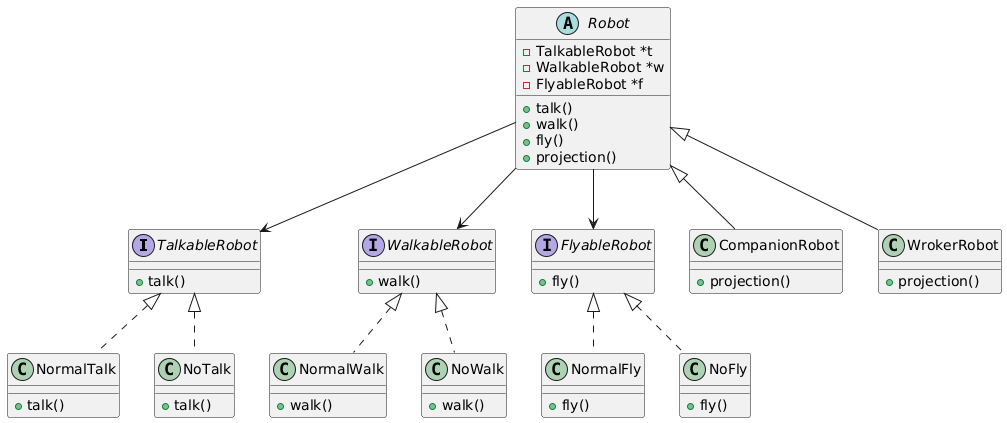 A Robot
TalkableRobot *t
WalkableRobot *w
FlyableRobot *f
talk()
walk()
fly()
projection()
I TalkableRobot
talk()
I WalkableRobot
walk()
I FlyableRobot
fly()
C CompanionRobot
projection()
C WrokerRobot
projection()
C NormalTalk
talk()
C NoTalk
talk()
C NormalWalk
walk()
C NoWalk
walk()
C NormalFly
fly()
C NoFly
fly()